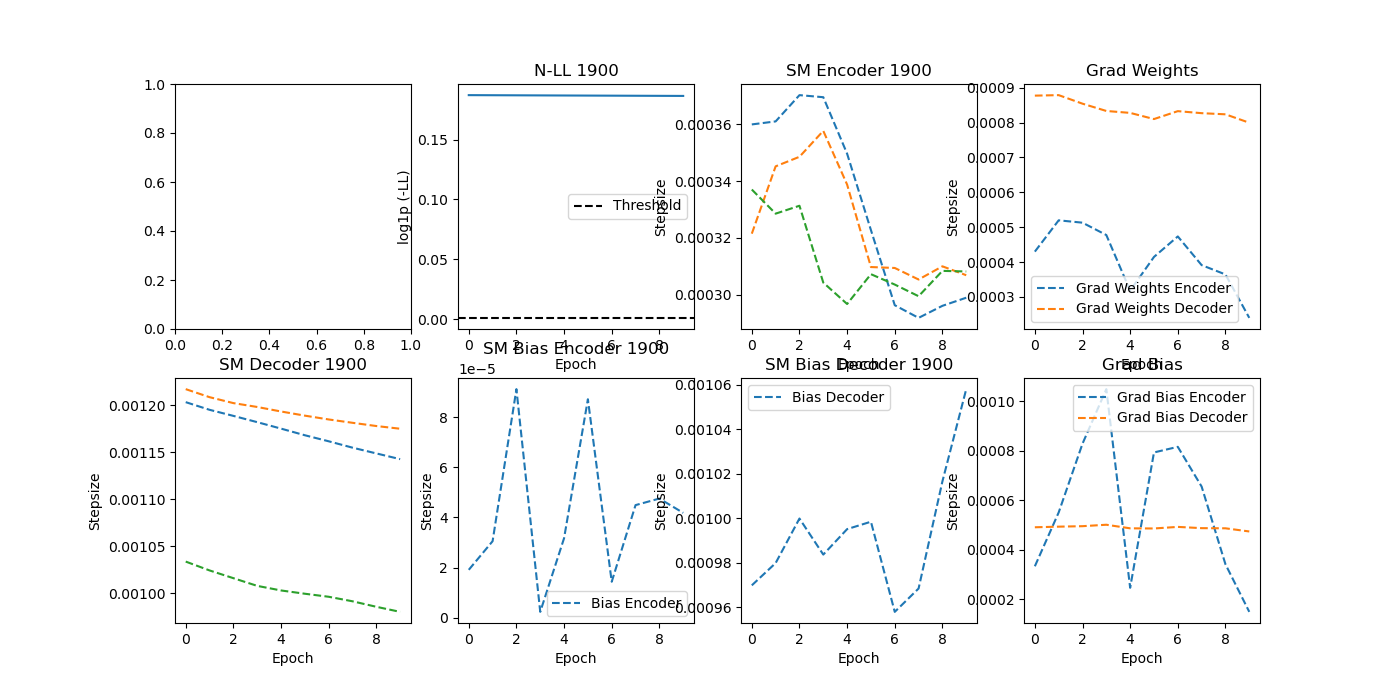 1.0
0.8
0.6
0.4
0.2
0.0
0.0 0.2 0.4 0.6 0.8 1.0
N-LL 1900
log1p (-LL)
0.15
0.10
0.05
0.00
Threshold
0 2 4 6 8
Epoch
SM Encoder 1900
Stepsize
0.00036
0.00034
0.00032
0.00030
0 2 4 6 8
Epoch
Grad Weights
Stepsize
0.0009
0.0008
0.0007
0.0006
0.0005
0.0004
0.0003
Grad Weights Encoder
Grad Weights Decoder
0 2 4 6 8
Epoch
SM Decoder 1900
Stepsize
0.00120
0.00115
0.00110
0.00105
0.00100
0 2 4 6 8
Epoch
SM Bias Encoder 1900
1e−5
Stepsize
8
6
4
2
0
Bias Encoder
0 2 4 6 8
Epoch
SM Bias Decoder 1900
Stepsize
0.00106
0.00104
0.00102
0.00100
0.00098
0.00096
Bias Decoder
0 2 4 6 8
Epoch
Grad Bias
Stepsize
0.0010
0.0008
0.0006
0.0004
0.0002
Grad Bias Encoder
Grad Bias Decoder
0 2 4 6 8
Epoch